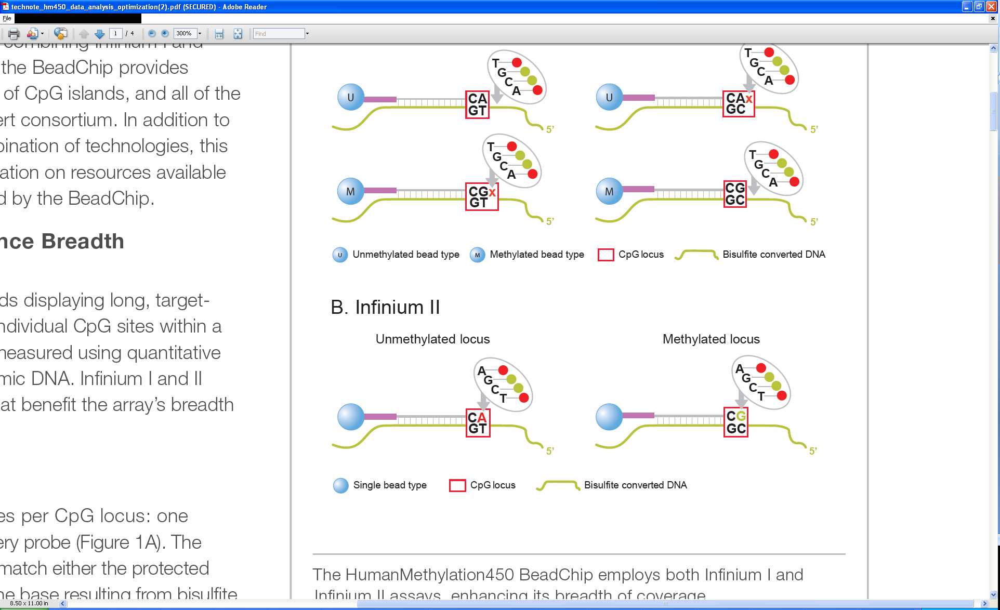 technote_hm450_data_analysis_optimization(2).pdf (SECURED) - Adobe Reader
File
1 / 4 300% Find
combining Infinium I and
the BeadChip provides
of CpG islands, and all of the
ert consortium. In addition to
bination of technologies, this
ation on resources available
d by the BeadChip.
nce Breadth
ds displaying long, target-
ndividual CpG sites within a
measured using quantitative
mic DNA. Infinium I and II
at benefit the array's breadth
es per CpG locus: one
ery probe (Figure 1A). The
match either the protected
ne base resulting from bisulfite
T
G
C
A
U
CA
GT
5'
T
G
C
A
U
CAx
GC
5'
T
G
C
A
M
CGx
GT
5'
T
G
C
A
M
CG
GC
5'
U Unmethylated bead type M Methylated bead type CpG locus Bisulfite converted DNA
B. Infinium II
Unmethylated locus Methylated locus
A
G
C
T
CA
GT
5'
A
G
C
T
CG
GC
5'
Single bead type CpG locus Bisulfite converted DNA
The HumanMethylation450 BeadChip employs both Infinium I and
Infinium II assays, enhancing its breadth of coverage.
8.50 x 11.00 in